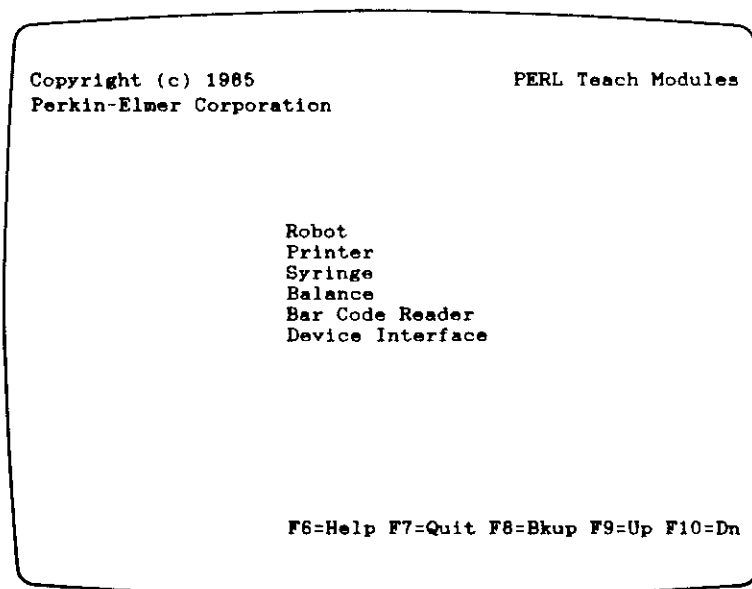 Copyright (c) 1985
PERL Teach Modules
Perkin-Elmer Corporation
Robot
Printer
Syringe
Balance
Bar Code Reader
Device Interface
F6=Help F7=Quit F8=Bkup F9=Up F10=Dn